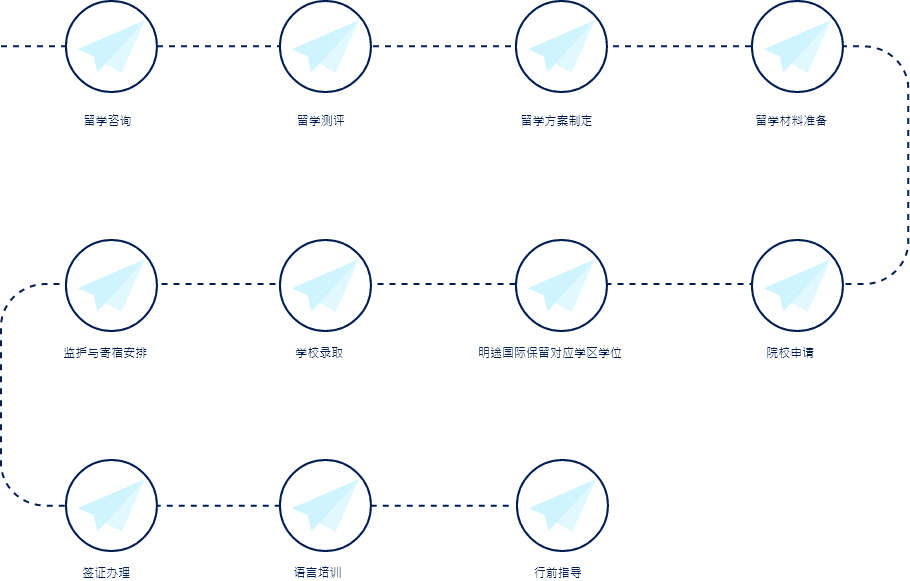 留学咨询
留学测评
留学方案制定
留学材料准备
监护与寄宿安排
学校录取
明途国际保留对应学区学位
院校申请
签证办理
语言培训
行前指导